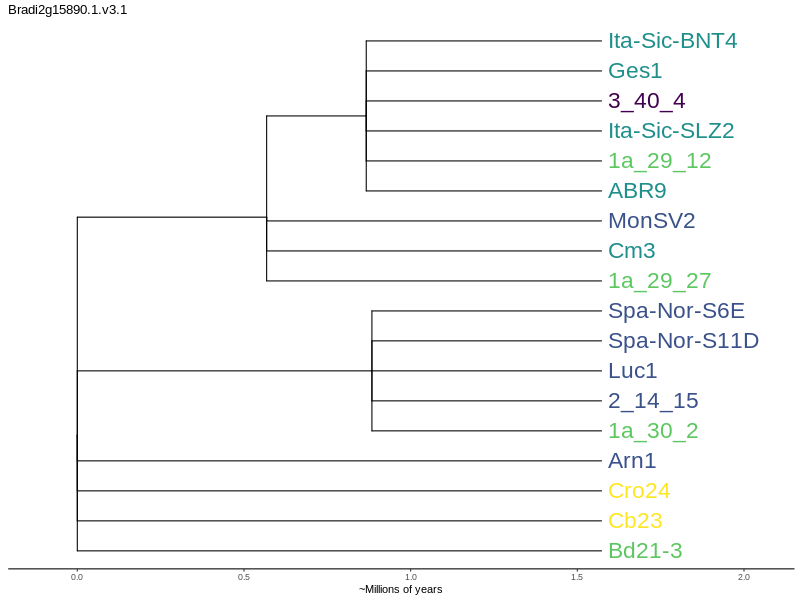 Bradi2g15890.1.v3.1
Ita-Sic-BNT4
Ges1
3_40_4
Ita-Sic-SLZ2
1a_29_12
ABR9
MonSV2
Cm3
1a_29_27
Spa-Nor-S6E
Spa-Nor-S11D
Luc1
2_14_15
1a_30_2
Arn1
Cro24
Cb23
Bd21-3
0.0 0.5 1.0 1.5 2.0
~Millions of years